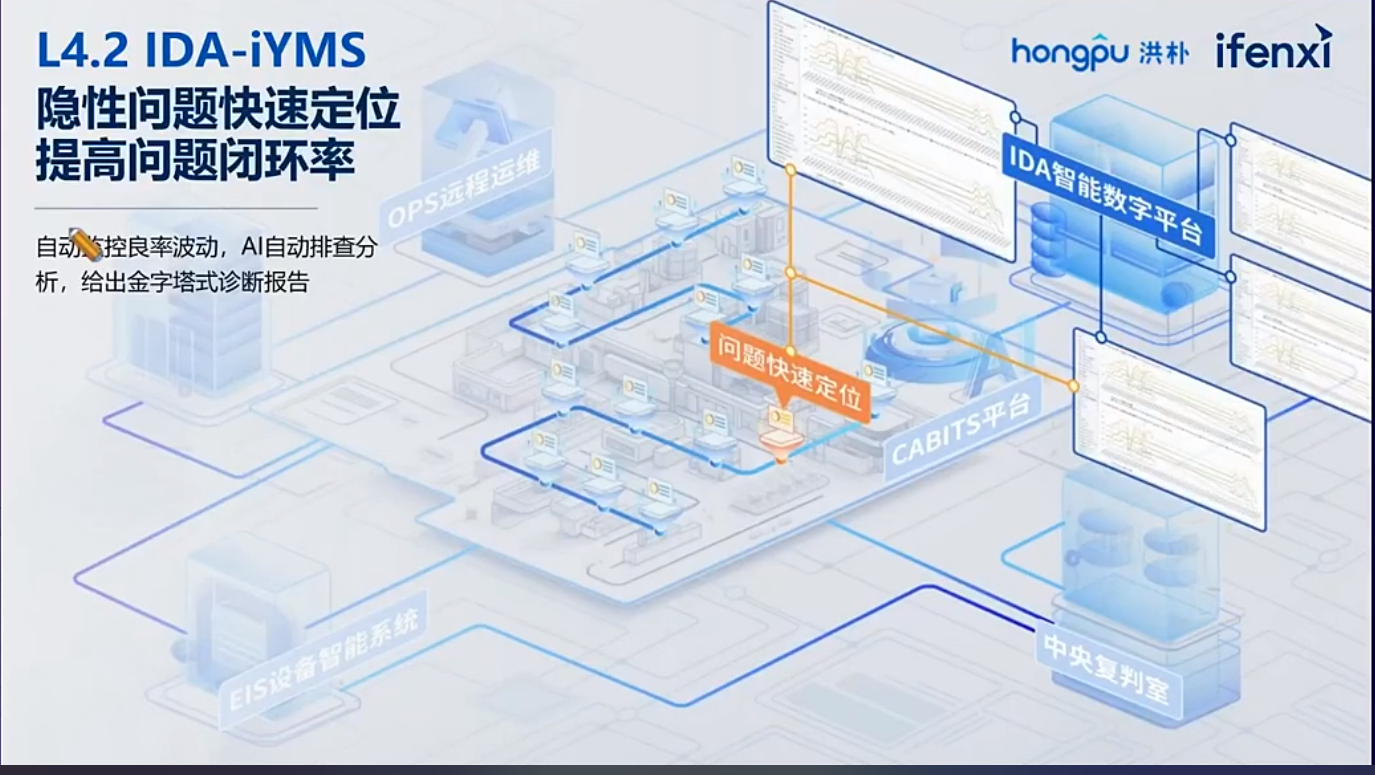 L4.2 IDA-iYMS
隐性问题快速定位
提高问题闭环率
自动监控良率波动，AI自动排查分
析，给出金字塔式诊断报告
hongpu 洪朴
ifenxi
OPS远程运维
IDA智能数字平台
问题快速定位
CABITS平台
EIS设备智能系统
中央复判室